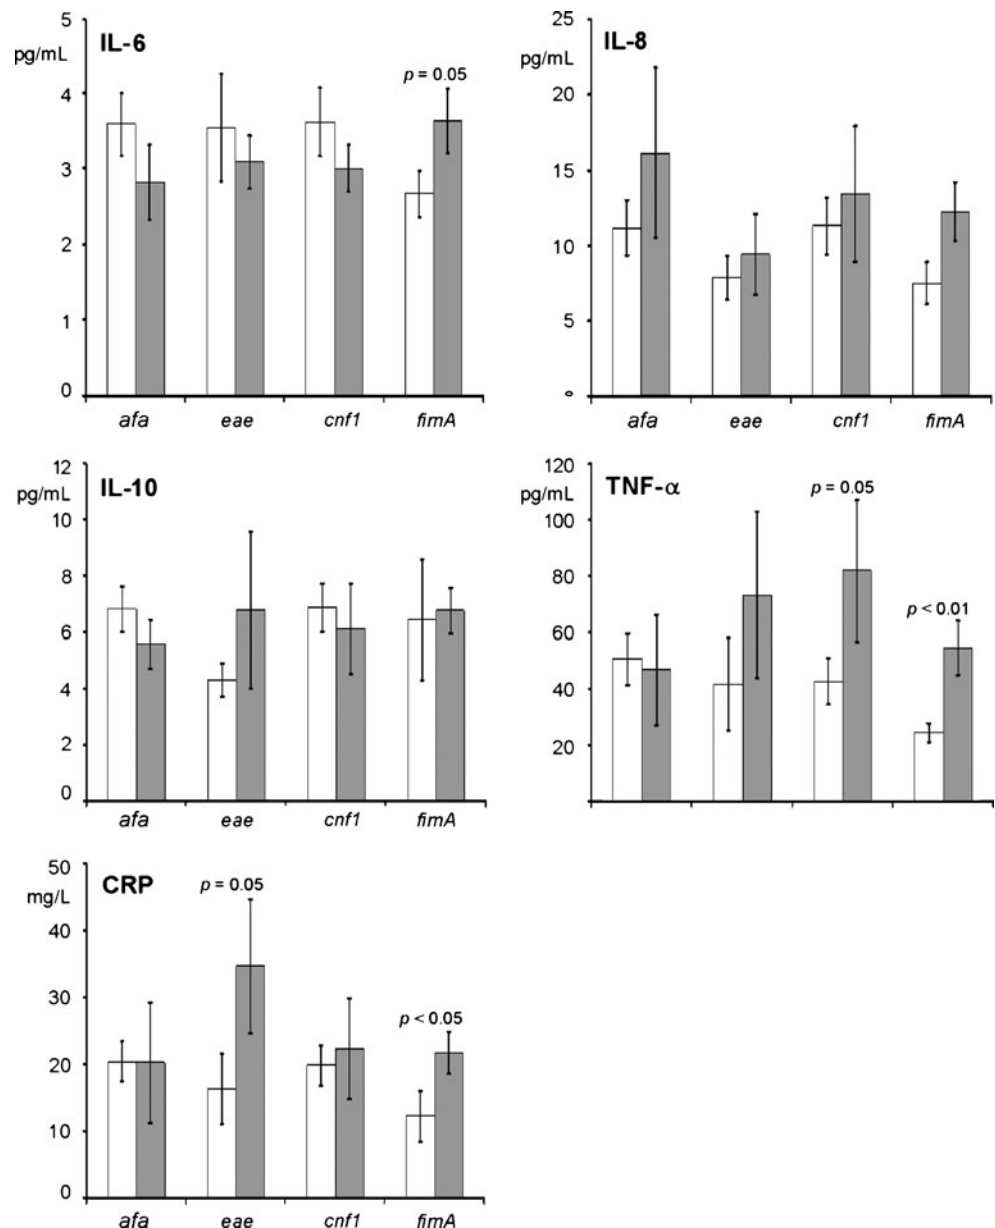 5
IL-6
pg/mL
p = 0.05
4
3
2
1
0
afa eae cnf1 fimA
25
IL-8
pg/mL
20
15
10
5
0
afa eae cnf1 fimA
12
IL-10
pg/mL
10
8
6
4
2
0
afa eae cnf1 fimA
120
TNF-α
pg/mL
p = 0.05
100
80
p < 0.01
60
40
20
50
CRP
mg/L
p = 0.05
40
30
p < 0.05
20
10
0
afa eae cnf1 fimA